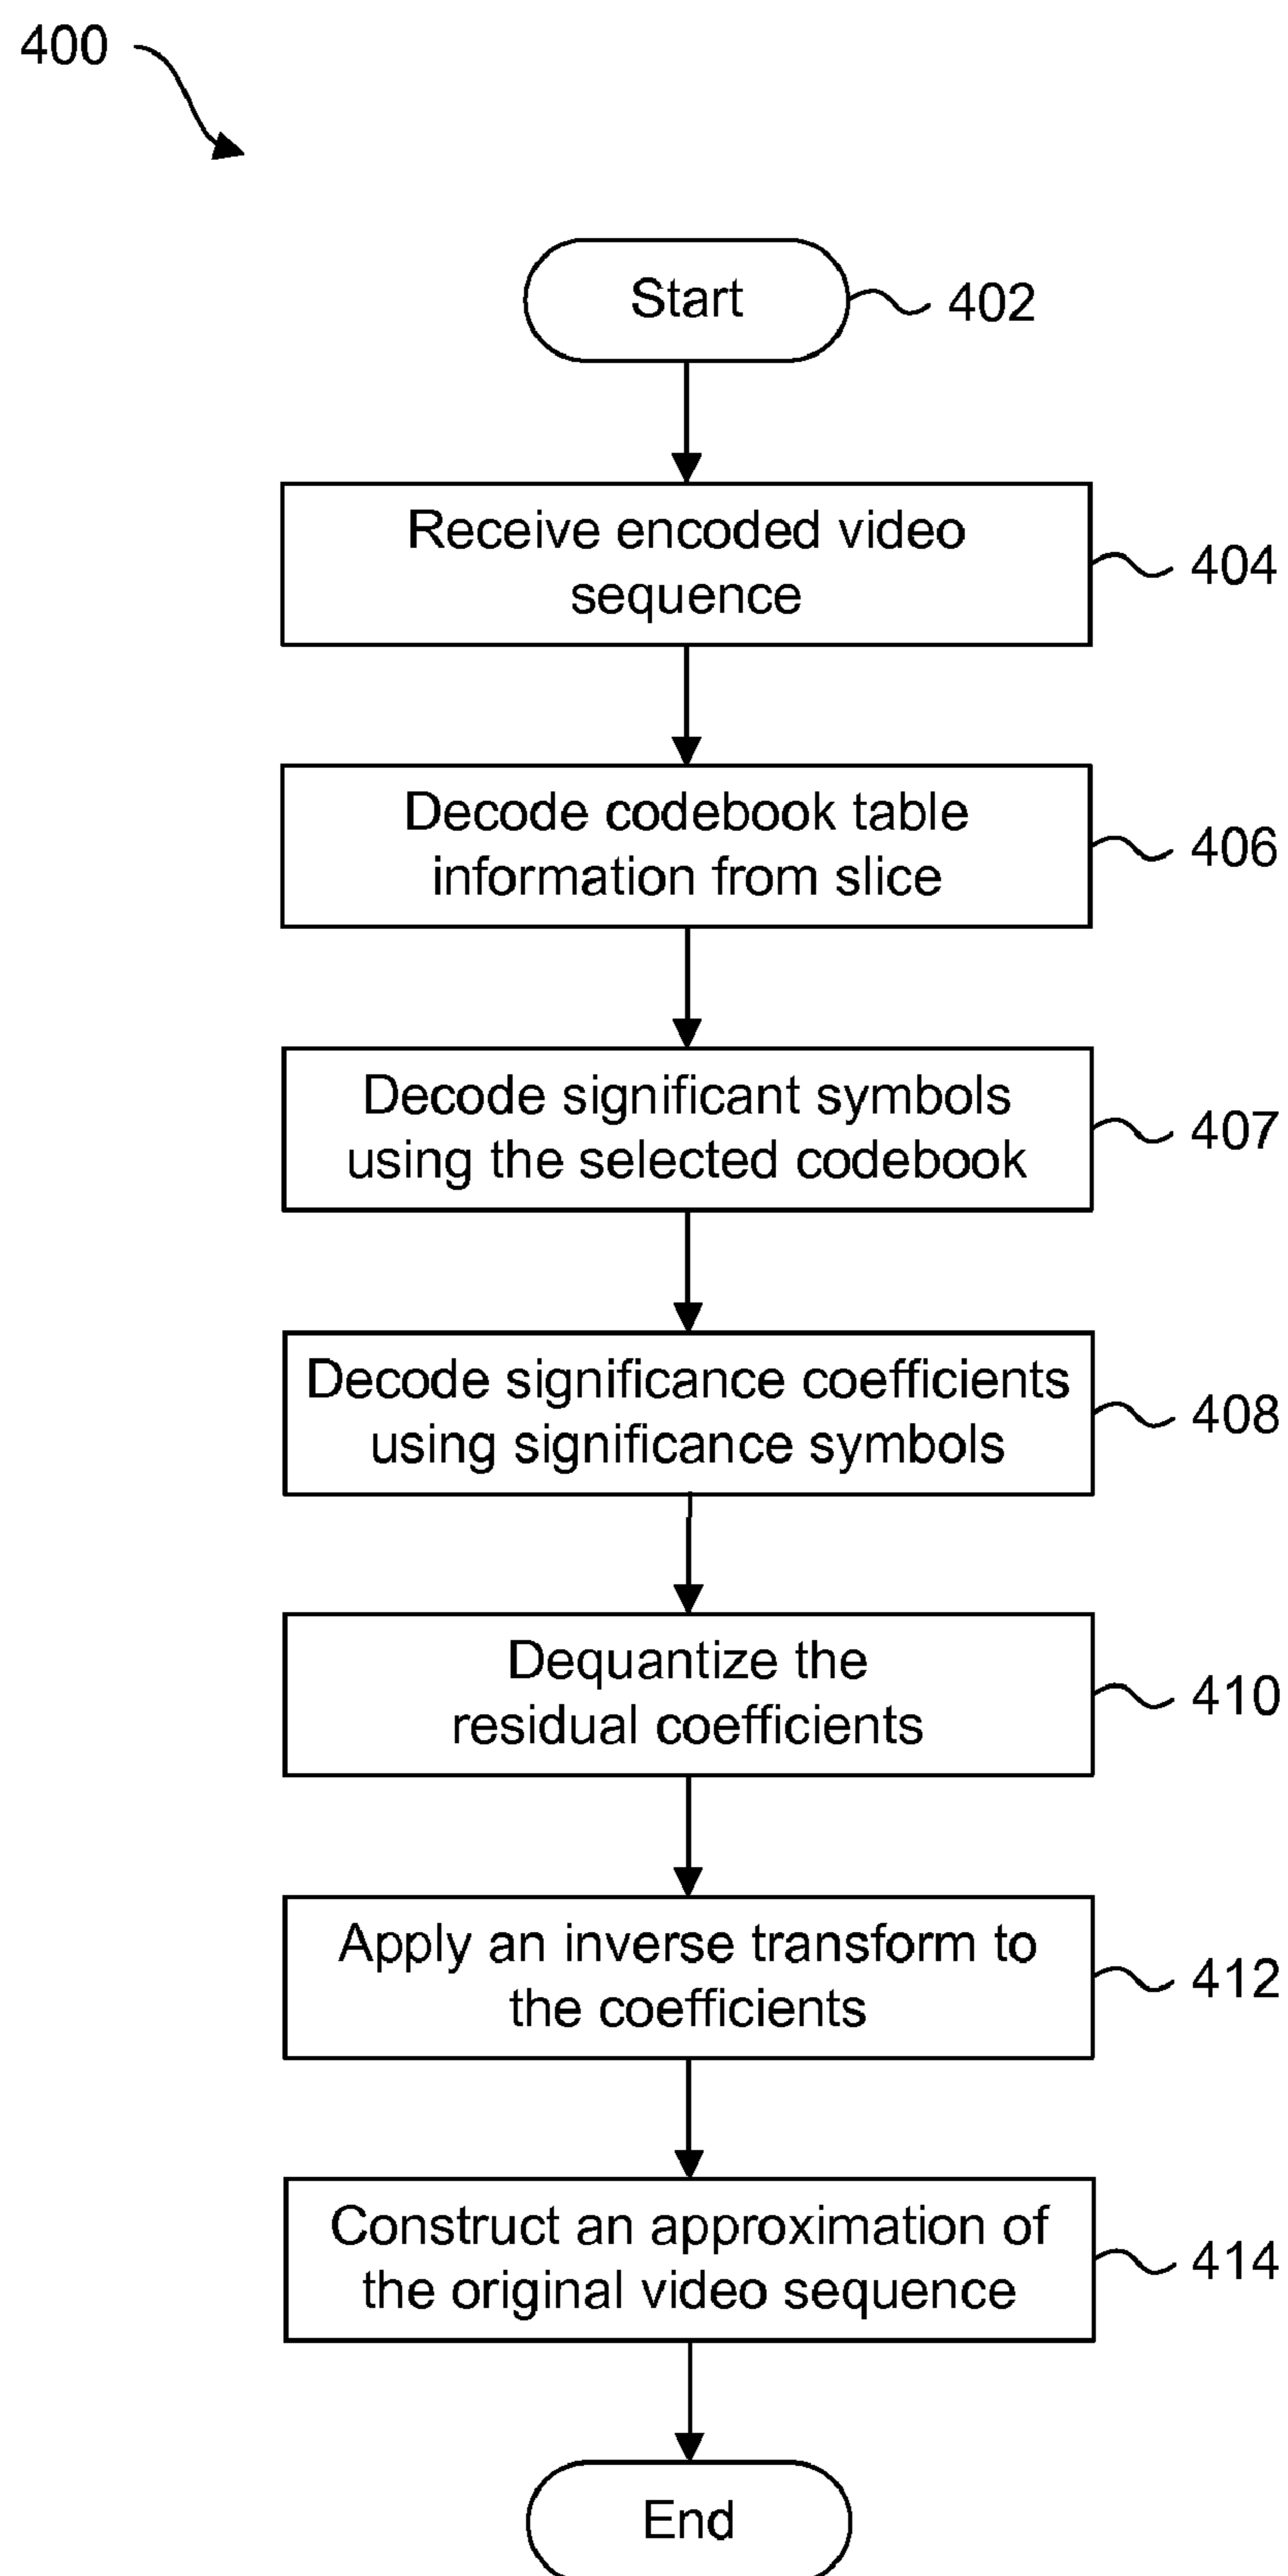 400
Start
402
Receive encoded video
sequence
404
Decode codebook table
information from slice
406
Decode significant symbols
using the selected codebook
407
Decode significance coefficients
using significance symbols
408
Dequantize the
residual coefficients
410
Apply an inverse transform to
the coefficients
412
Construct an approximation of
the original video sequence
414
End